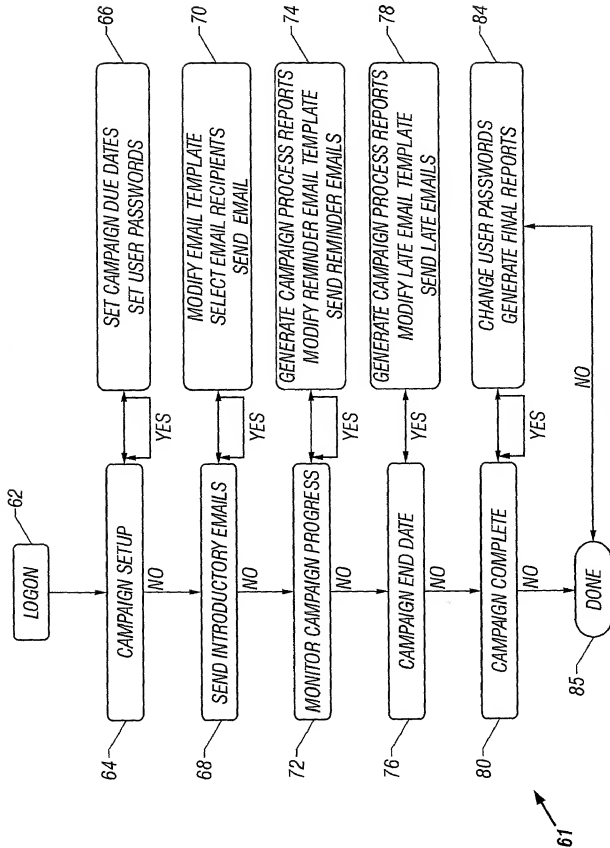 62
LOGON
64
CAMPAIGN SETUP
YES
SET CAMPAIGN DUE DATES
SET USER PASSWORDS
66
NO
68
SEND INTRODUCTORY EMAILS
YES
MODIFY EMAIL TEMPLATE
SELECT EMAIL RECIPIENTS
SEND EMAIL
70
NO
72
MONITOR CAMPAIGN PROGRESS
YES
GENERATE CAMPAIGN PROCESS REPORTS
MODIFY REMINDER EMAIL TEMPLATE
SEND REMINDER EMAILS
74
NO
76
CAMPAIGN END DATE
YES
GENERATE CAMPAIGN PROCESS REPORTS
MODIFY LATE EMAIL TEMPLATE
SEND LATE EMAILS
78
NO
80
CAMPAIGN COMPLETE
YES
CHANGE USER PASSWORDS
GENERATE FINAL REPORTS
84
NO
NO
85
DONE
61